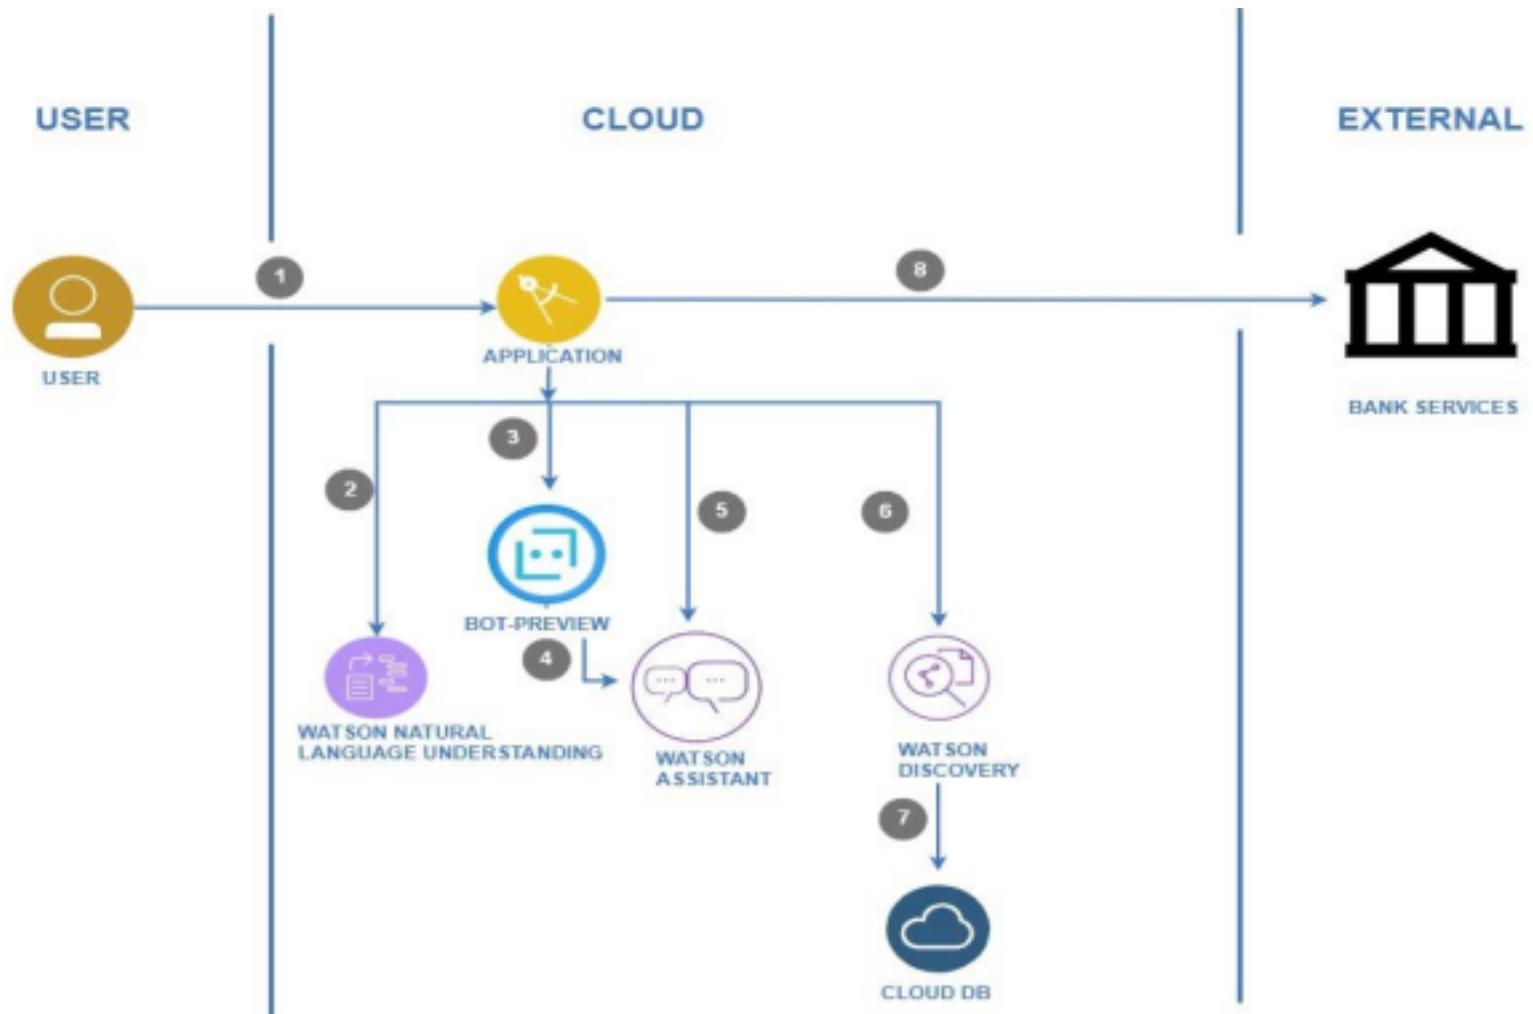 USER
CLOUD
EXTERNAL
1
8
USER
APPLICATION
BANK SERVICES
3
2
5
6
BOT-PREVIEW
4
WATSON NATURAL
LANGUAGE UNDERSTANDING
WATSON
ASSISTANT
WATSON
DISCOVERY
7
CLOUD DB